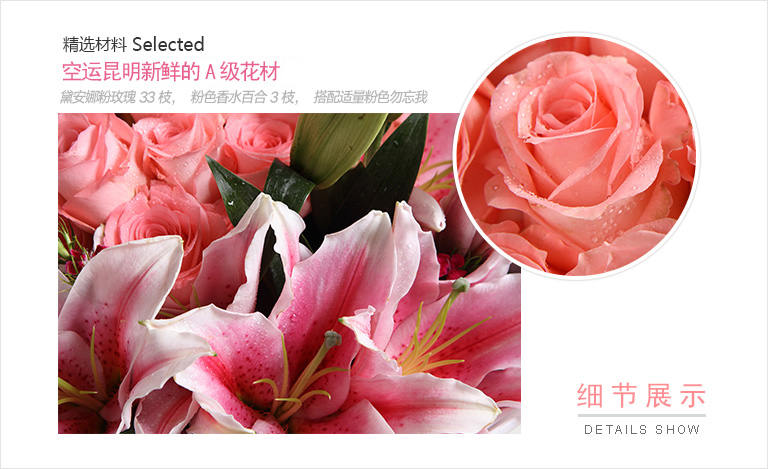 精选材料 Selected
空运昆明新鲜的 A 级花材
黛安娜粉玫瑰 33 枝， 粉色香水百合 3 枝， 搭配适量粉色勿忘我
细节展示
DETAILS SHOW